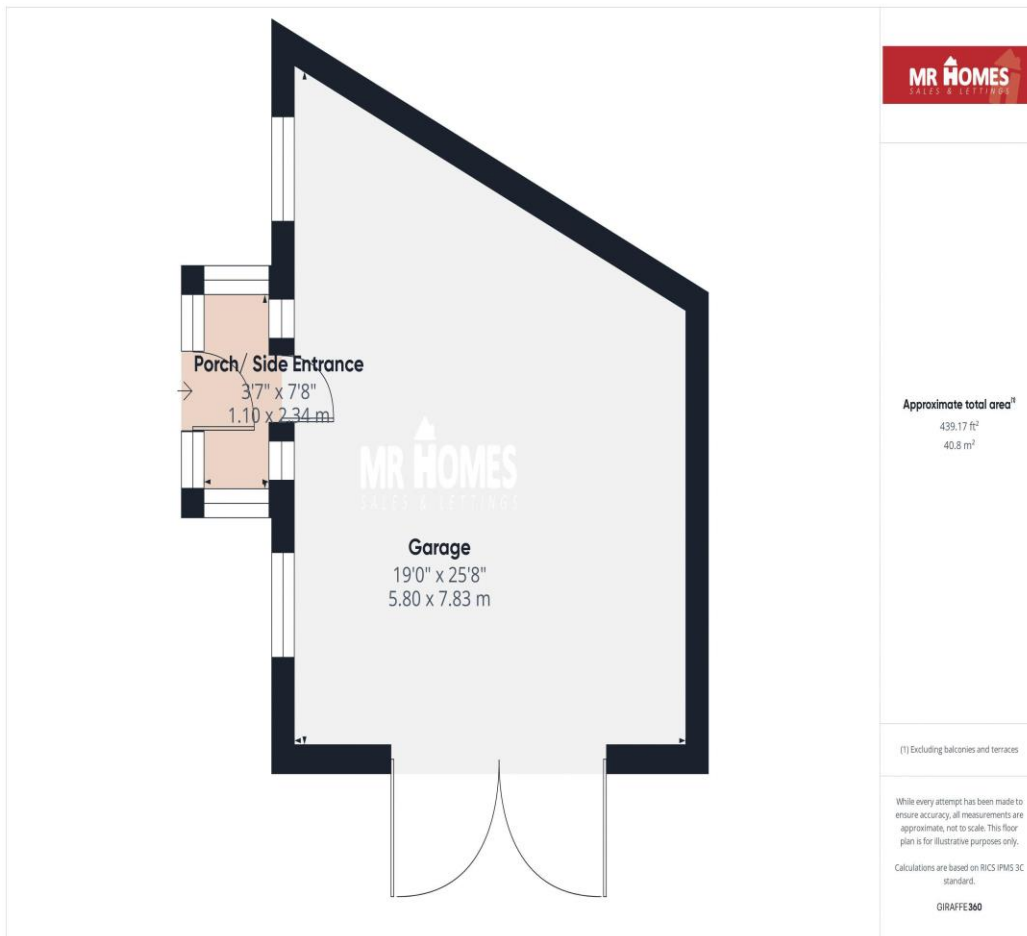 MR HOMES
SALES & LETTINGS
Porch/ Side Entrance
3'7" x 7'8"
1.10 x 2.34 m
MR HOMES
SALES & LETTINGS
Garage
19'0" x 25'8"
5.80 x 7.83 m
Approximate total area(1)
439.17 ft²
40.8 m²
(1) Excluding balconies and terraces
While every attempt has been made to
ensure accuracy, all measurements are
approximate, not to scale. This floor
plan is for illustrative purposes only.
Calculations are based on RICS IPMS 3C
standard.
GIRAFFE360